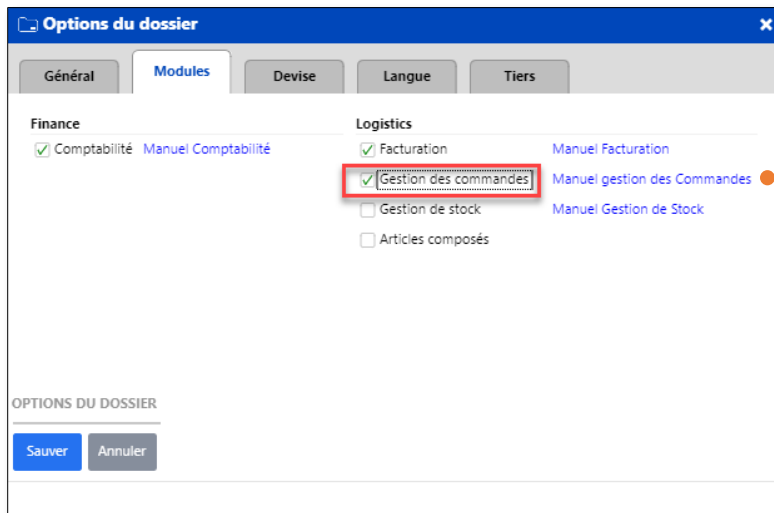 Options du dossier
Général Modules Devise Langue Tiers
Finance Logistics
Comptabilité Manuel Comptabilité Facturation Manuel Facturation
Gestion des commandes Manuel gestion des Commandes
Gestion de stock Manuel Gestion de Stock
Articles composés
OPTIONS DU DOSSIER
Sauver Annuler